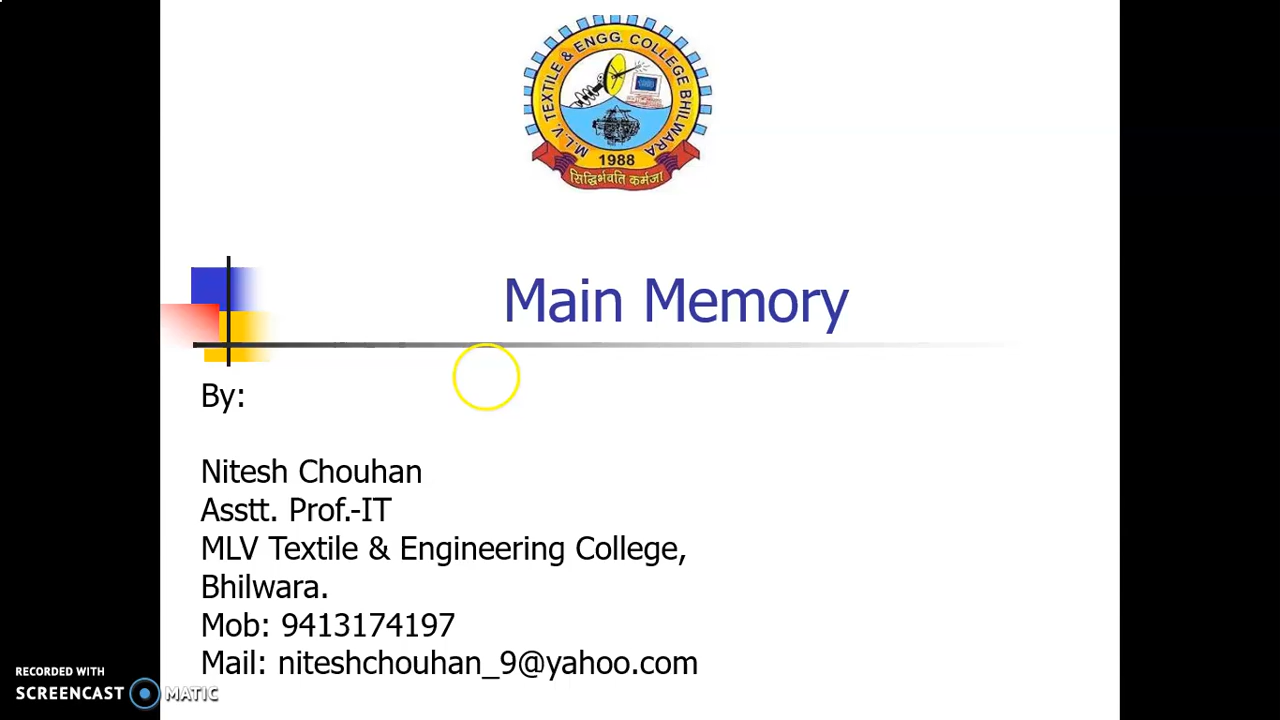 M.L.V. TEXTILE & ENGG. COLLEGE BHILWARA
1988
सिद्धिर्भवति कर्मजा
Main Memory
By:
Nitesh Chouhan
Asstt. Prof.-IT
MLV Textile & Engineering College,
Bhilwara.
Mob: 9413174197
Mail: niteshchouhan_9@yahoo.com
RECORDED WITH
SCREENCAST MATIC